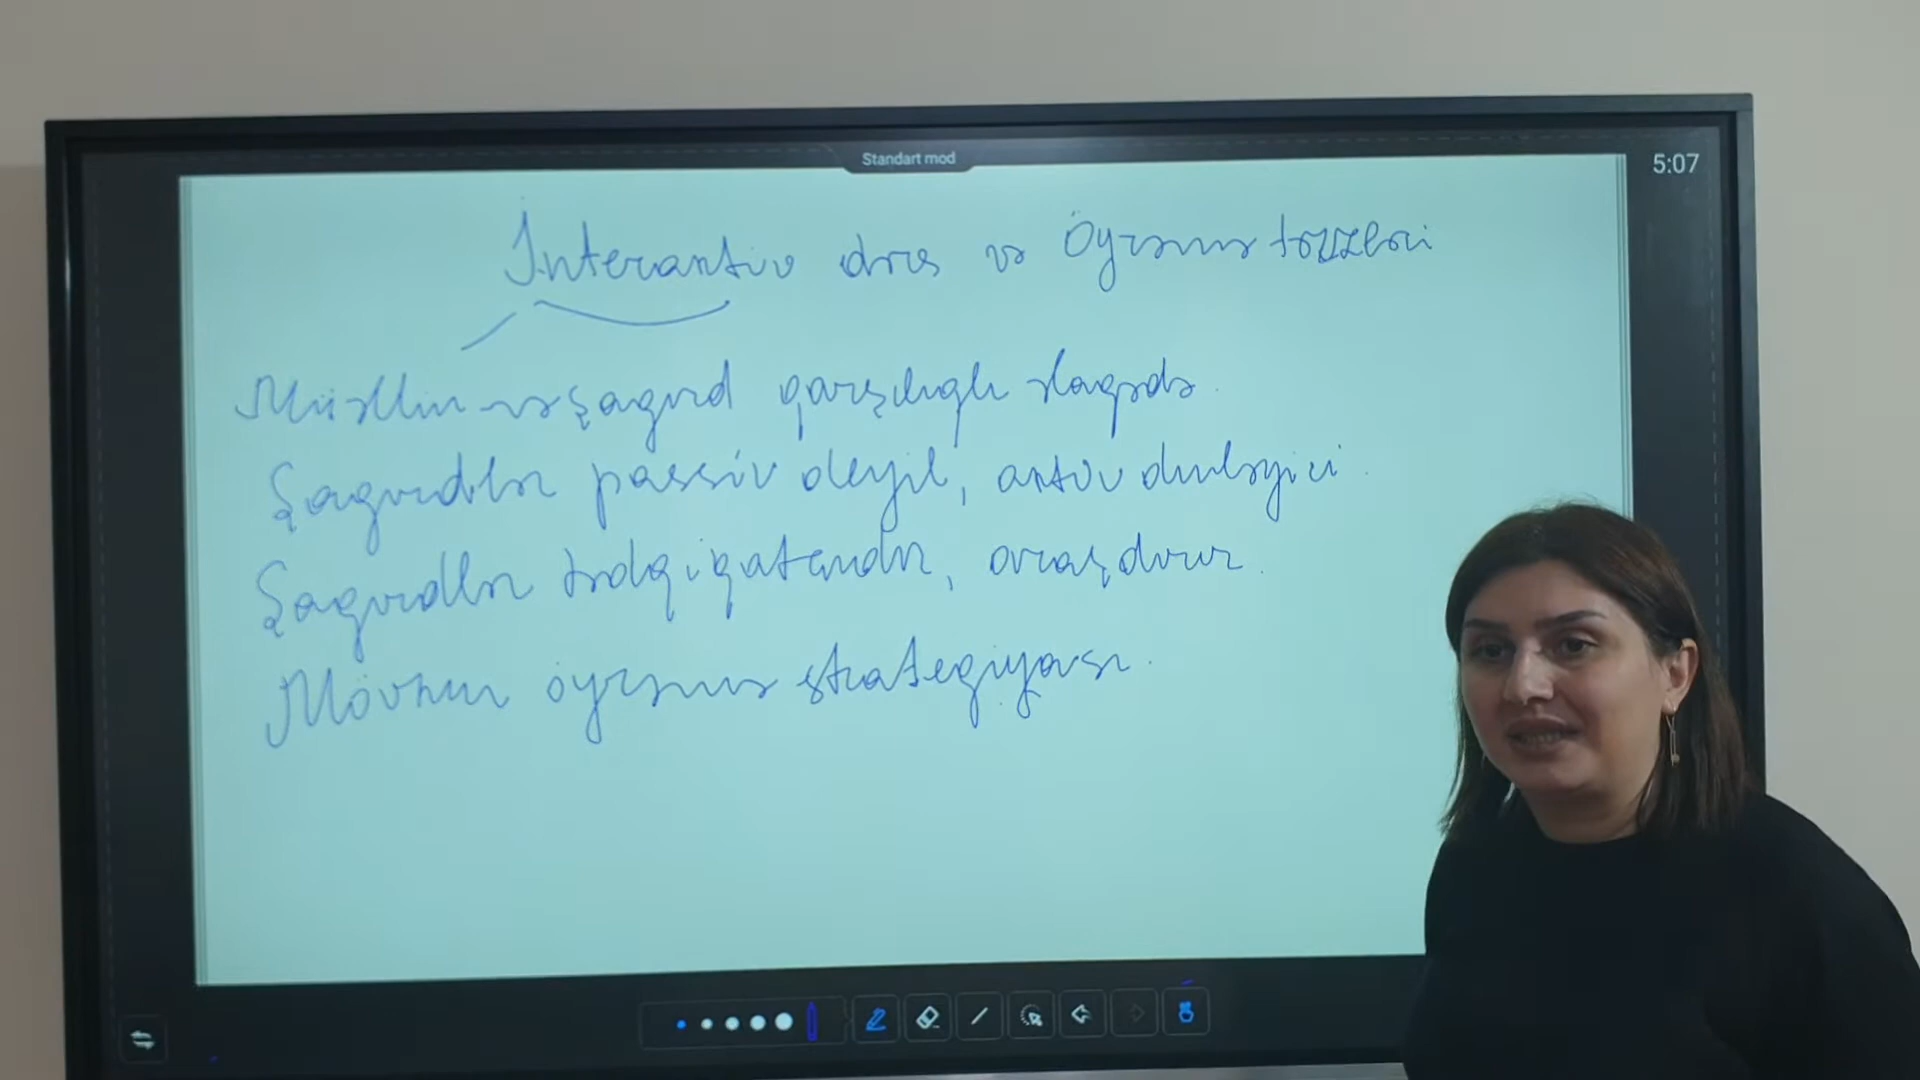 Standart mod
5:07
İnteraktiv dərs və Öyrənmə tərzləri
Müəllim və şagird qarşılıqlı əlaqədə.
Şagirdlər passiv deyil, aktiv dinləyici.
Şagirdlər tədqiqatçıdır, araşdırır.
öyrənmə strategiyası.